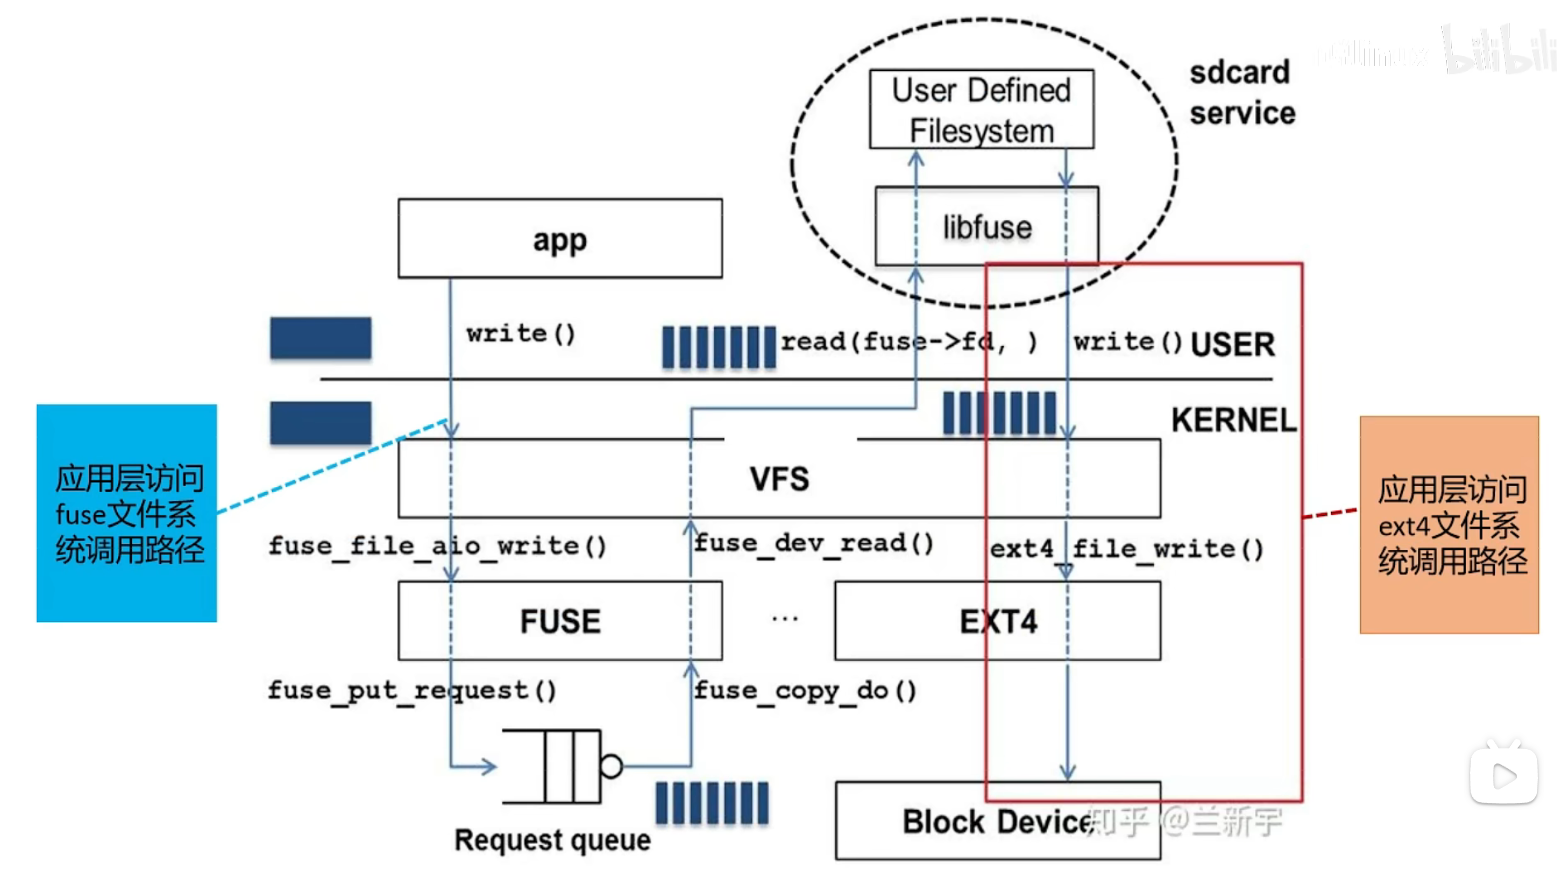 bilibili
User Defined
Filesystem
sdcard
service
libfuse
app
write()
read(fuse->fd, )
write()
USER
KERNEL
应用层访问
fuse文件系
统调用路径
VFS
应用层访问
ext4文件系
统调用路径
fuse_file_aio_write()
fuse_dev_read()
ext4_file_write()
FUSE
...
EXT4
fuse_put_request()
fuse_copy_do()
Request queue
Block Device
知乎 @兰新宇